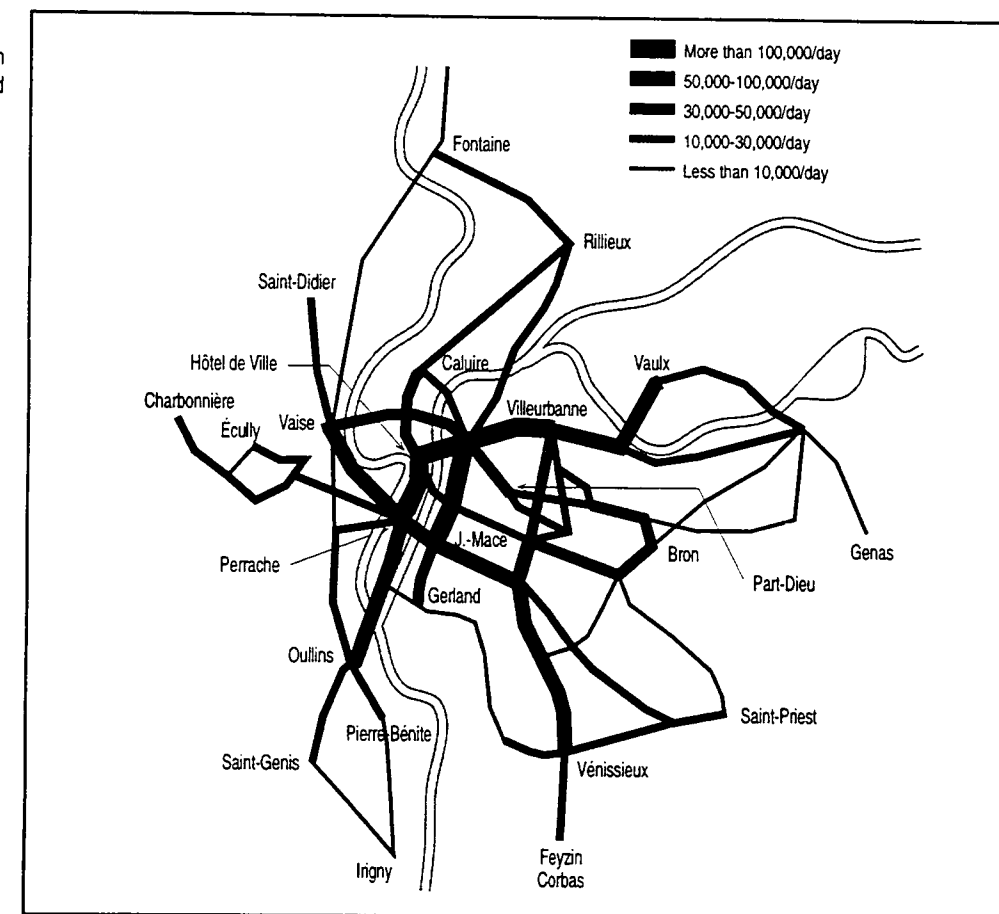 More than 100,000/day
50,000-100,000/day
30,000-50,000/day
10,000-30,000/day
Less than 10,000/day
Fontaine
Rillieux
Saint-Didier
Hôtel de Ville
Caluire
Vaulx
Charbonnière
Villeurbanne
Écully
Vaise
J.-Mace
Bron
Genas
Perrache
Part-Dieu
Gerland
Oullins
Saint-Priest
Pierre-Bénite
Saint-Genis
Vénissieux
Irigny
Feyzin
Corbas